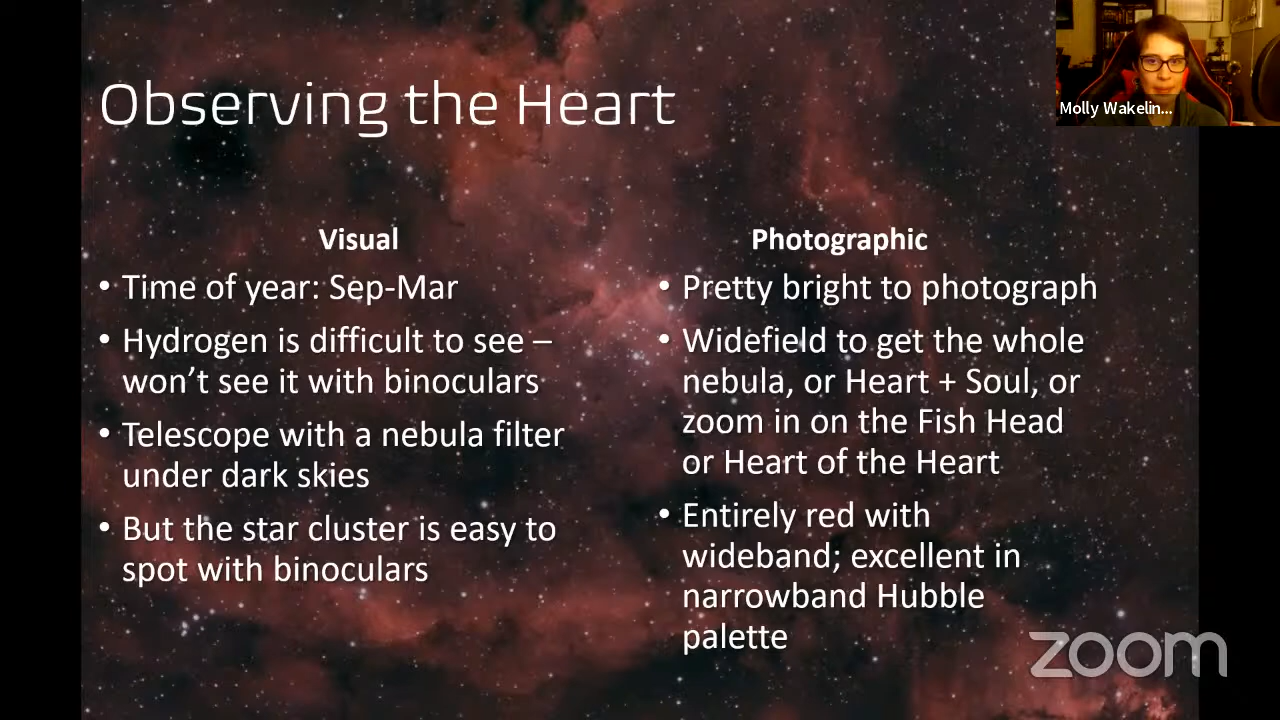 Observing the Heart
Molly Wakelin...
Visual
• Time of year: Sep-Mar
• Hydrogen is difficult to see –
won’t see it with binoculars
• Telescope with a nebula filter
under dark skies
• But the star cluster is easy to
spot with binoculars
Photographic
• Pretty bright to photograph
• Widefield to get the whole
nebula, or Heart + Soul, or
zoom in on the Fish Head
or Heart of the Heart
• Entirely red with
wideband; excellent in
narrowband Hubble
palette
zoom